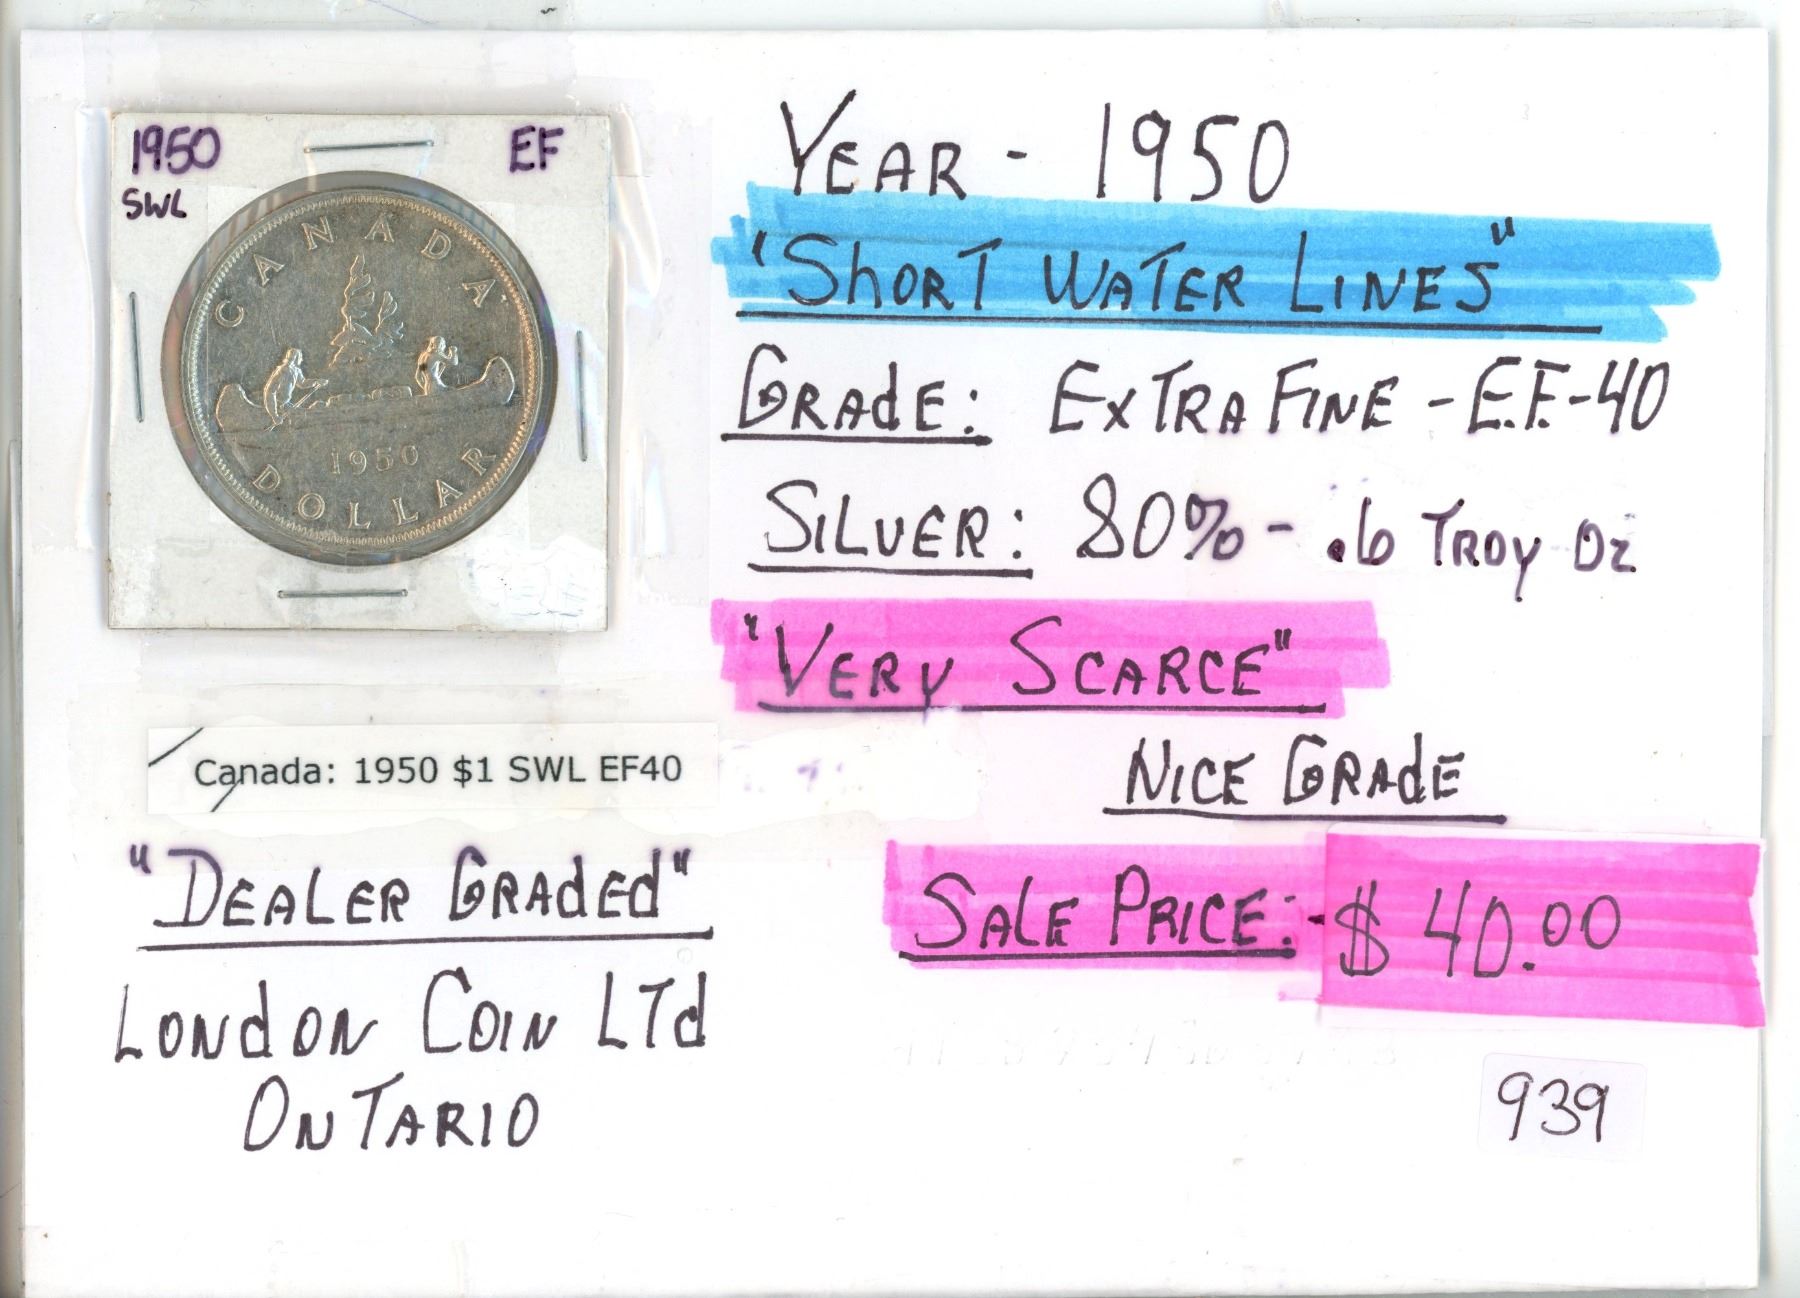 1950 EF
SWL
CANADA
1950
DOLLAR
Canada: 1950 $1 SWL EF40
"DEALER GRADED"
LONDON COIN LTd
ONTARIO
YEAR - 1950
"SHORT WATER LINES"
GRADE: EXTRA FINE - E.F.-40
SILVER: 80% - .6 TROY OZ
"VERY SCARCE"
NICE GRADE
SALE PRICE: $40.00
939